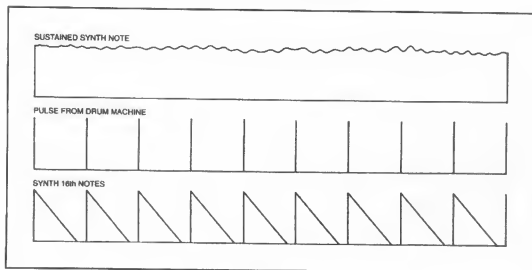 SUSTAINED SYNTH NOTE
PULSE FROM DRUM MACHINE
SYNTH 16th NOTES